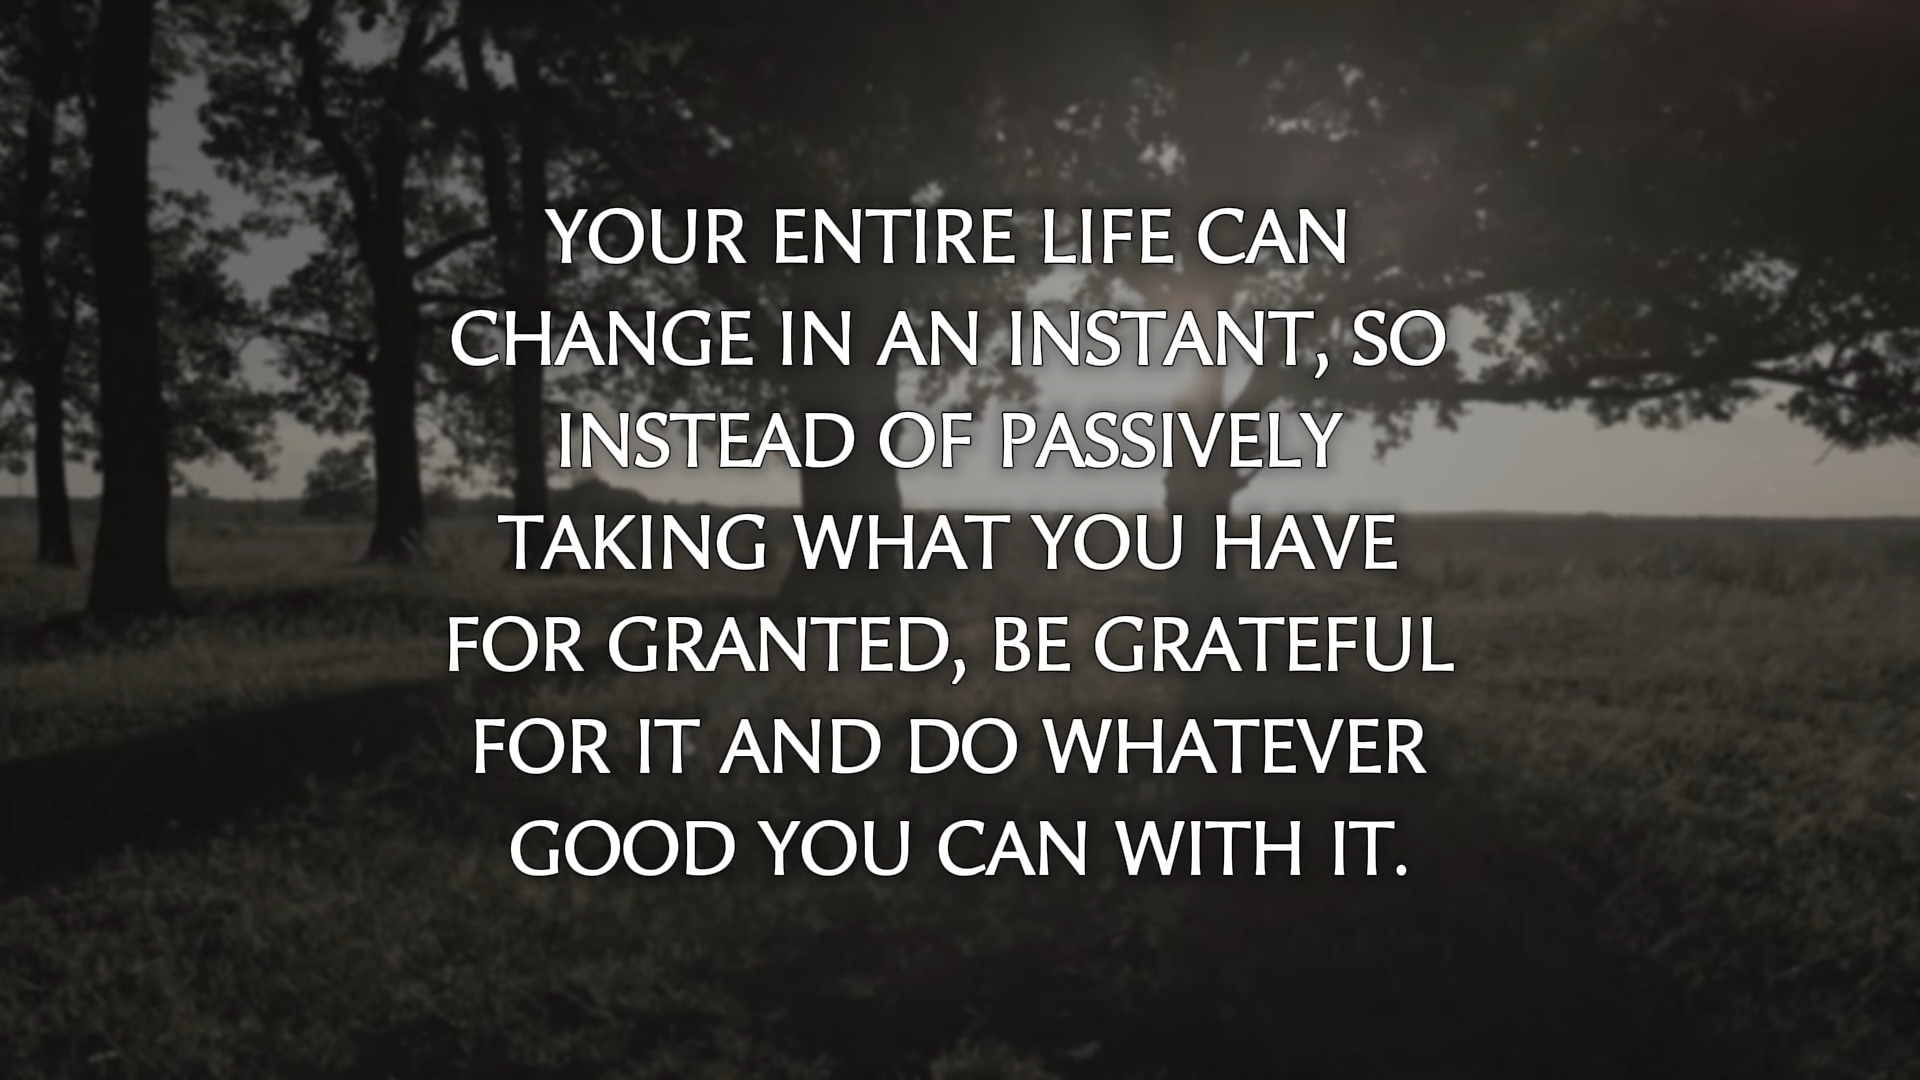 YOUR ENTIRE LIFE CAN
CHANGE IN AN INSTANT, SO
INSTEAD OF PASSIVELY
TAKING WHAT YOU HAVE
FOR GRANTED, BE GRATEFUL
FOR IT AND DO WHATEVER
GOOD YOU CAN WITH IT.